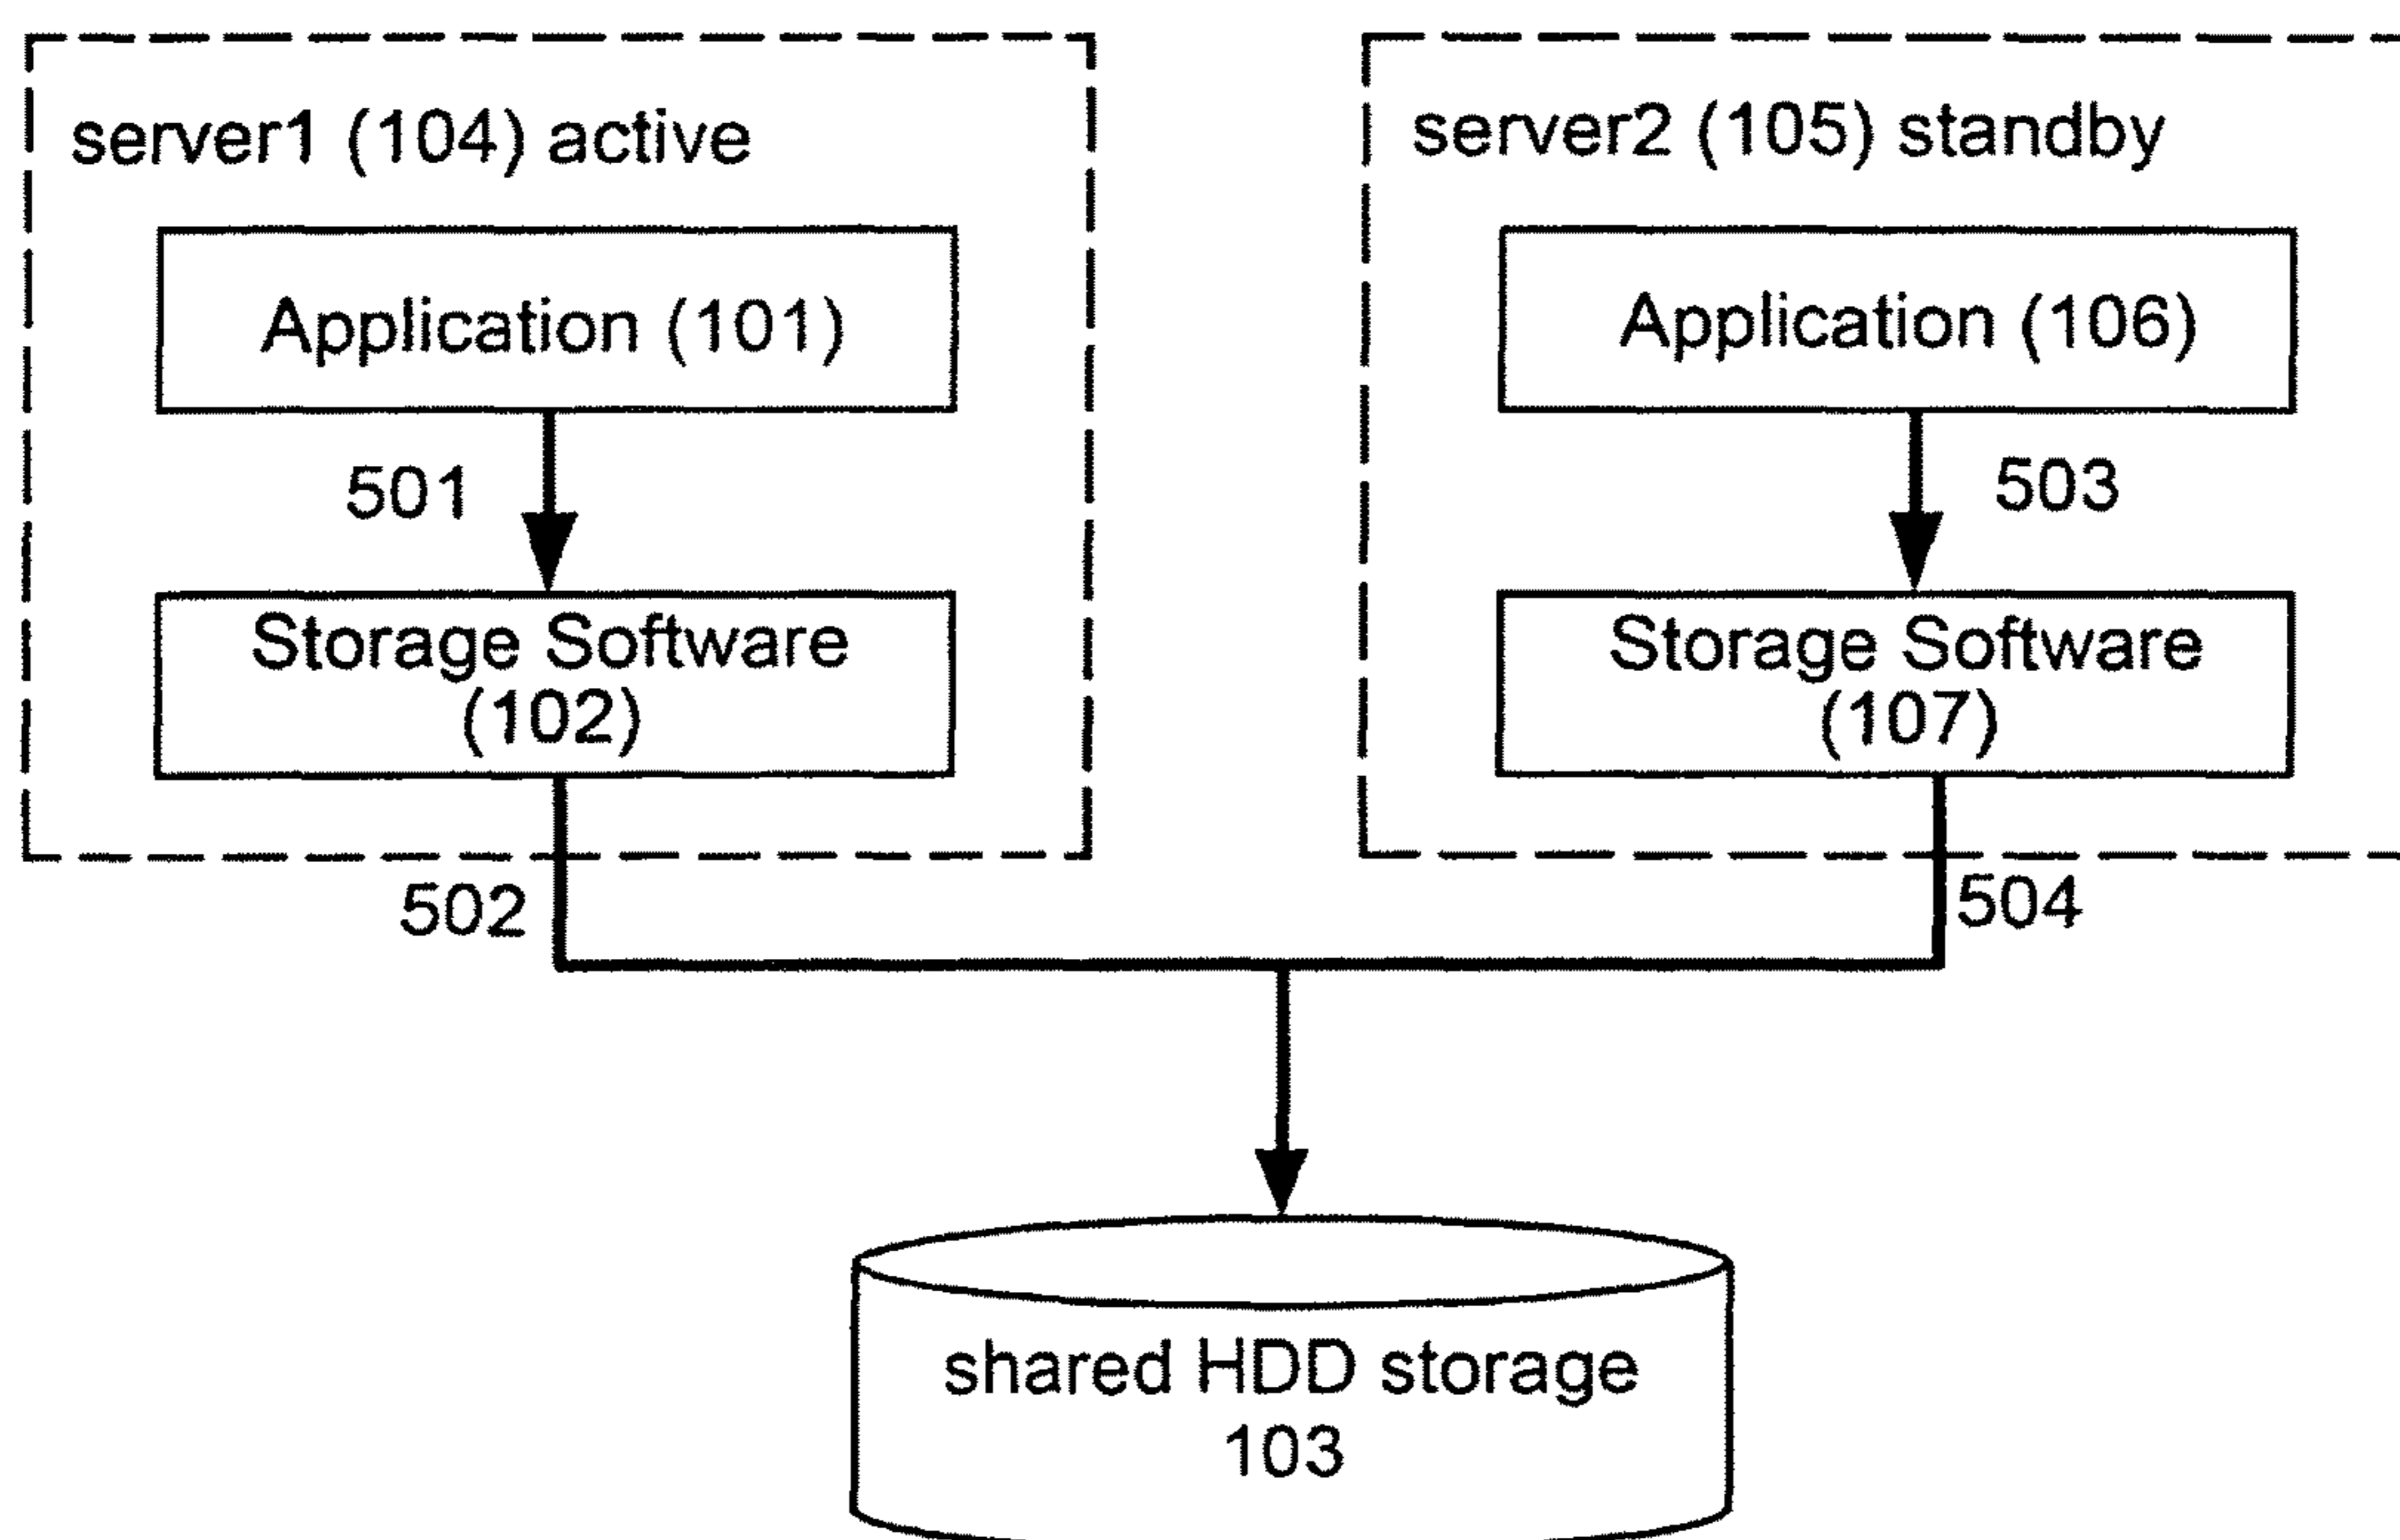 server1 (104) active
Application (101)
501
Storage Software
(102)
502
server2 (105) standby
Application (106)
503
Storage Software
(107)
504
shared HDD storage
103